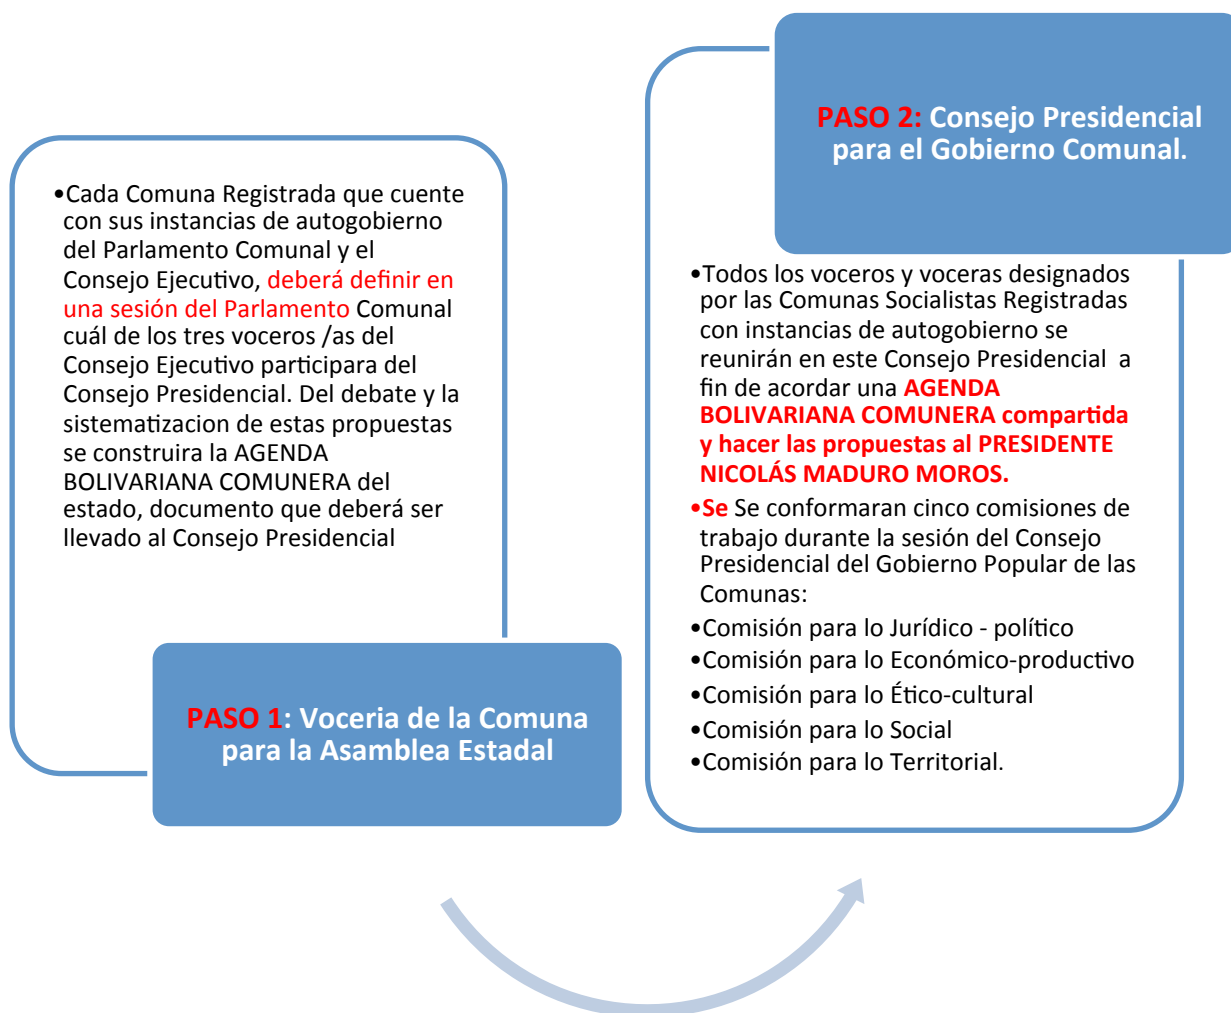 •Cada Comuna Registrada que cuente
con sus instancias de autogobierno
del Parlamento Comunal y el
Consejo Ejecutivo, deberá definir en
una sesión del Parlamento Comunal
cuál de los tres voceros /as del
Consejo Ejecutivo participara del
Consejo Presidencial. Del debate y la
sistematizacion de estas propuestas
se construira la AGENDA
BOLIVARIANA COMUNERA del
estado, documento que deberá ser
llevado al Consejo Presidencial
PASO 1: Voceria de la Comuna
para la Asamblea Estadal
PASO 2: Consejo Presidencial
para el Gobierno Comunal.
•Todos los voceros y voceras designados
por las Comunas Socialistas Registradas
con instancias de autogobierno se
reunirán en este Consejo Presidencial a
fin de acordar una AGENDA
BOLIVARIANA COMUNERA compartida
y hacer las propuestas al PRESIDENTE
NICOLÁS MADURO MOROS.
•Se Se conformaran cinco comisiones de
trabajo durante la sesión del Consejo
Presidencial del Gobierno Popular de las
Comunas:
•Comisión para lo Jurídico - político
•Comisión para lo Económico-productivo
•Comisión para lo Ético-cultural
•Comisión para lo Social
•Comisión para lo Territorial.